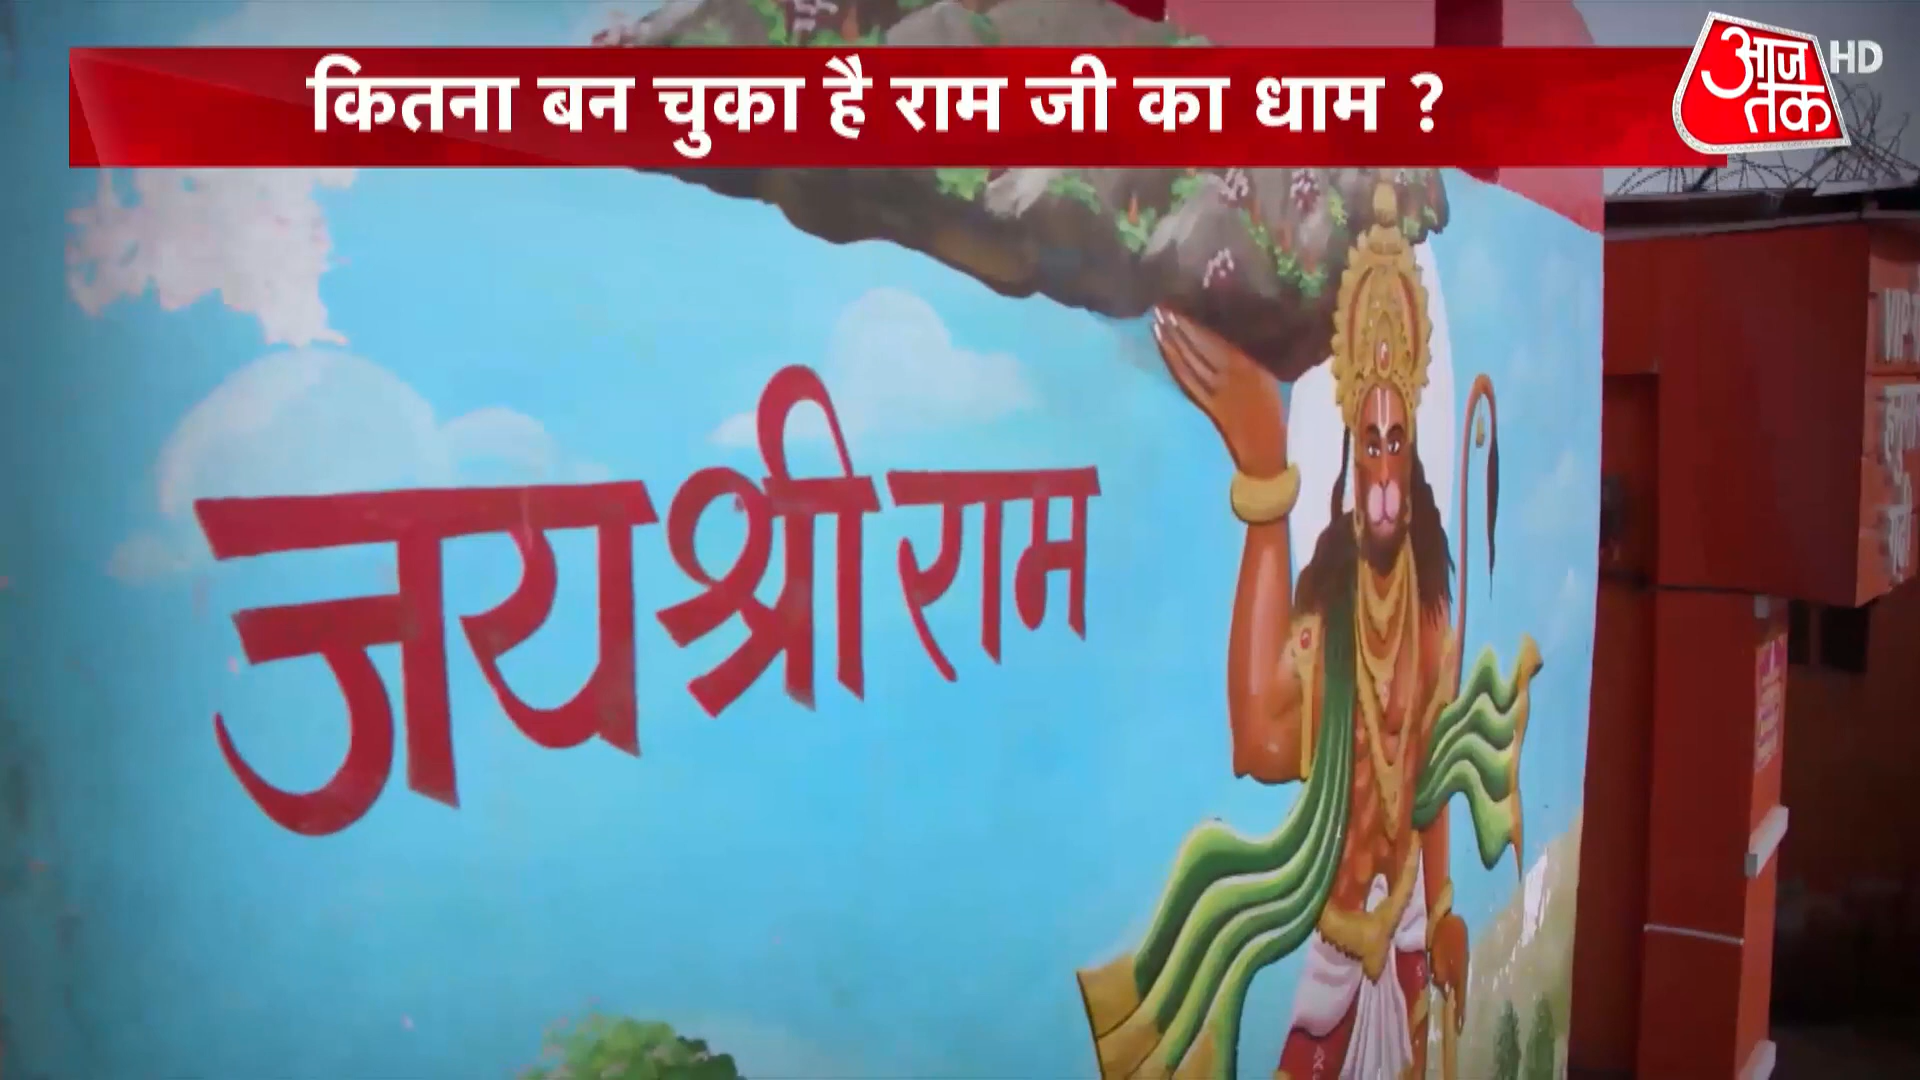 कितना बन चुका है राम जी का धाम ?
आज
तक
HD
जय श्री राम